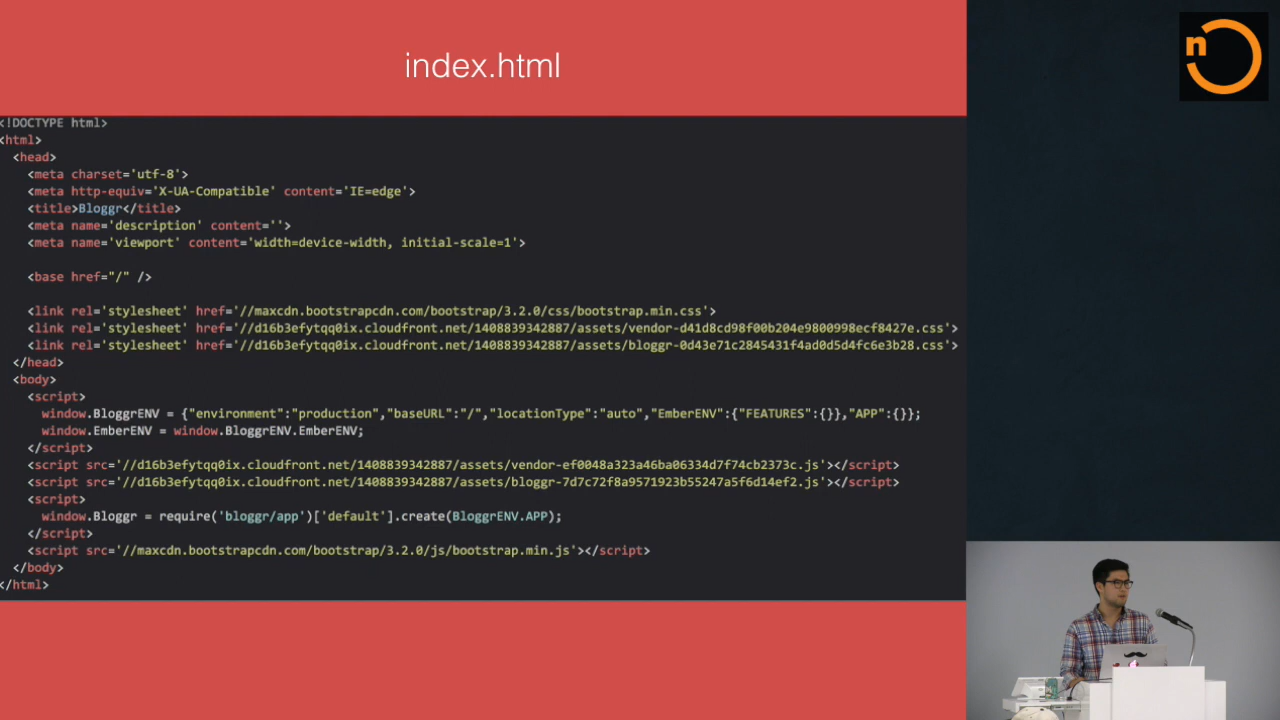 index.html
<!DOCTYPE html>
<html>
<head>
<meta charset='utf-8'>
<meta http-equiv='X-UA-Compatible' content='IE=edge'>
<title>Bloggr</title>
<meta name='description' content=''>
<meta name='viewport' content='width=device-width, initial-scale=1'>
<base href="/" />
<link rel='stylesheet' href='//maxcdn.bootstrapcdn.com/bootstrap/3.2.0/css/bootstrap.min.css'>
<link rel='stylesheet' href='//d16b3efytqq0ix.cloudfront.net/1408839342887/assets/vendor-d41d8cd98f00b204e9800998ecf8427e.css'>
<link rel='stylesheet' href='//d16b3efytqq0ix.cloudfront.net/1408839342887/assets/bloggr-0d43e71c2845431f4ad0d5d4fc6e3b28.css'>
</head>
<body>
<script>
window.BloggrENV = {"environment":"production","baseURL":"/","locationType":"auto","EmberENV":{"FEATURES":{}},"APP":{}};
window.EmberENV = window.BloggrENV.EmberENV;
</script>
<script src='//d16b3efytqq0ix.cloudfront.net/1408839342887/assets/vendor-ef0048a323a46ba06334d7f74cb2373c.js'></script>
<script src='//d16b3efytqq0ix.cloudfront.net/1408839342887/assets/bloggr-7d7c72f8a9571923b55247a5f6d14ef2.js'></script>
<script>
window.Bloggr = require('bloggr/app')['default'].create(BloggrENV.APP);
</script>
<script src='//maxcdn.bootstrapcdn.com/bootstrap/3.2.0/js/bootstrap.min.js'></script>
</body>
</html>
n